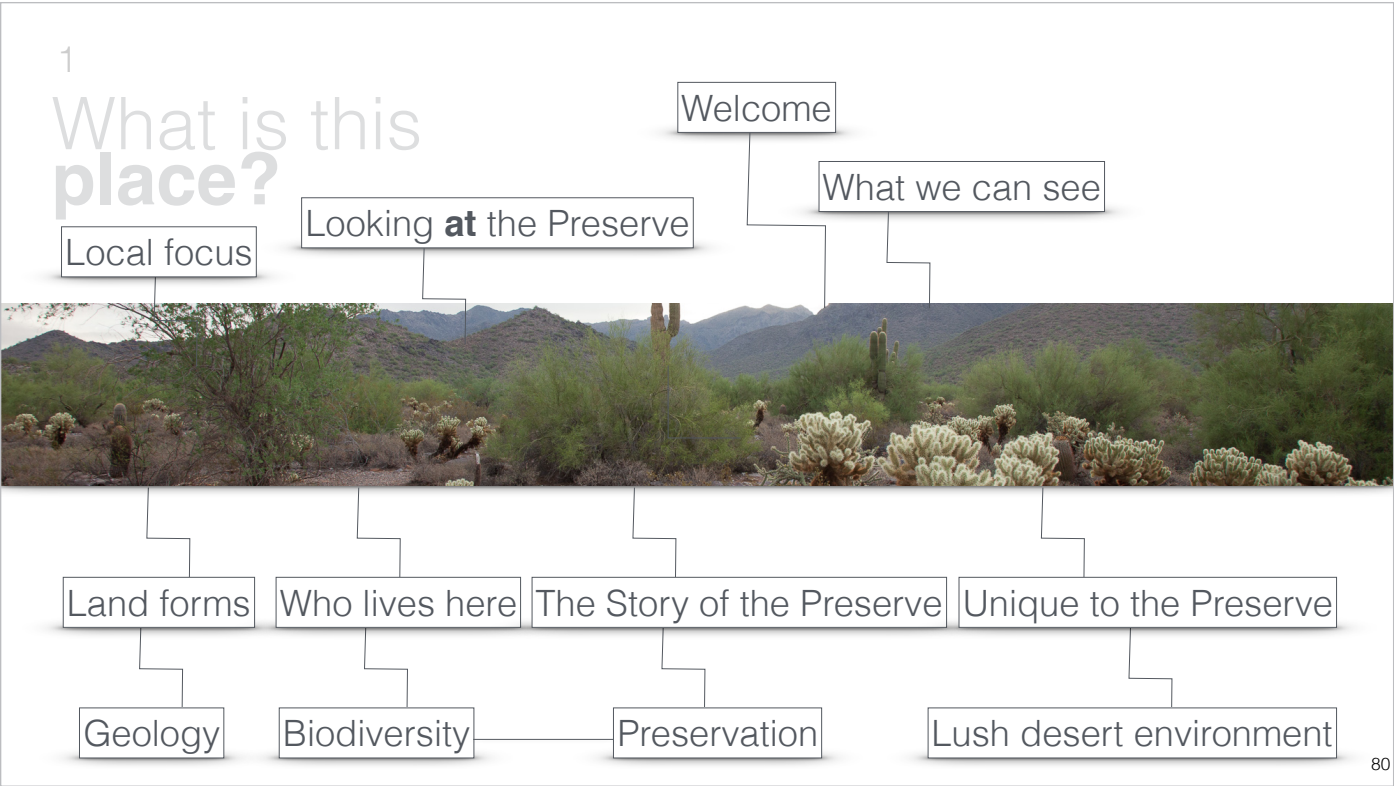 1
What is this
place?
Welcome
What we can see
Looking at the Preserve
Local focus
Land forms
Who lives here
The Story of the Preserve
Unique to the Preserve
Geology
Biodiversity
Preservation
Lush desert environment
80